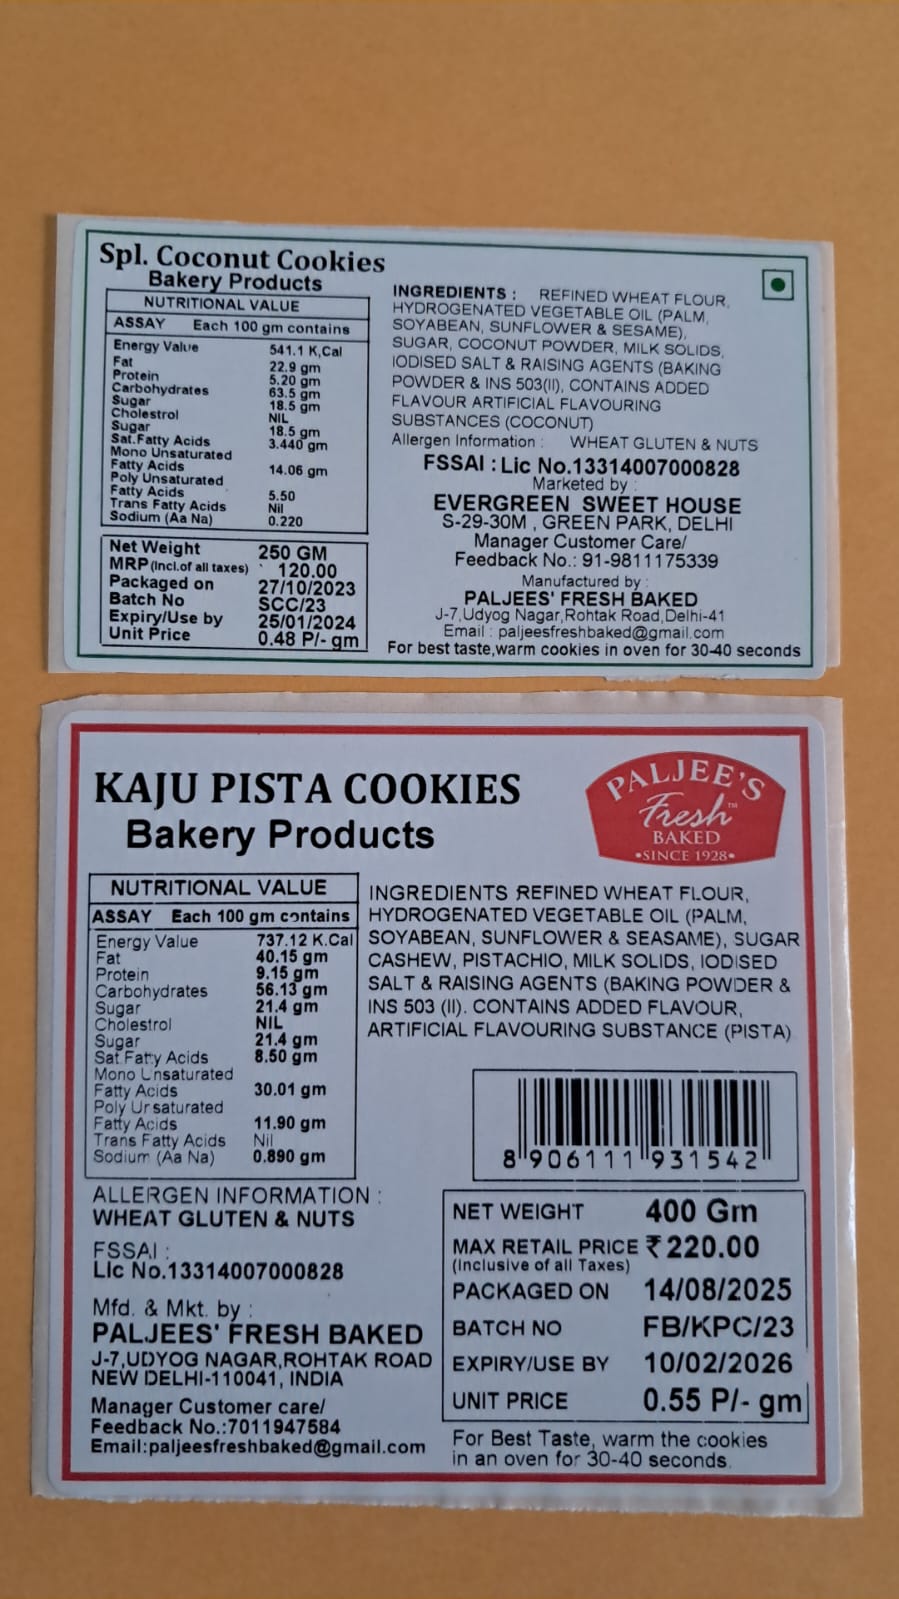 Spl. Coconut Cookies
Bakery Products
NUTRITIONAL VALUE
ASSAY Each 100 gm contains
Energy Value 541.1 K,Cal
Fat 22.9 gm
Protein 5.20 gm
Carbohydrates 63.5 gm
Sugar 18.5 gm
Cholestrol NIL
Sugar 18.5 gm
Sat.Fatty Acids 3.440 gm
Mono Unsaturated
Fatty Acids 14.06 gm
Poly Unsaturated
Fatty Acids 5.50
Trans Fatty Acids Nil
Sodium (Aa Na) 0.220
Net Weight 250 GM
MRP (Incl.of all taxes) 120.00
Packaged on 27/10/2023
Batch No SCC/23
Expiry/Use by 25/01/2024
Unit Price 0.48 P/- gm
INGREDIENTS : REFINED WHEAT FLOUR,
HYDROGENATED VEGETABLE OIL (PALM,
SOYABEAN, SUNFLOWER & SESAME),
SUGAR, COCONUT POWDER, MILK SOLIDS,
IODISED SALT & RAISING AGENTS (BAKING
POWDER & INS 503(II), CONTAINS ADDED
FLAVOUR ARTIFICIAL FLAVOURING
SUBSTANCES (COCONUT)
Allergen Information : WHEAT GLUTEN & NUTS
FSSAI : Lic No.13314007000828
Marketed by :
EVERGREEN SWEET HOUSE
S-29-30M , GREEN PARK, DELHI
Manager Customer Care/
Feedback No.: 91-9811175339
Manufactured by :
PALJEES' FRESH BAKED
J-7,Udyog Nagar,Rohtak Road,Delhi-41
Email : paljeesfreshbaked@gmail.com
For best taste,warm cookies in oven for 30-40 seconds
KAJU PISTA COOKIES
Bakery Products
PALJEE'S
Fresh™
BAKED
•SINCE 1928•
NUTRITIONAL VALUE
ASSAY Each 100 gm contains
Energy Value 737.12 K.Cal
Fat 40.15 gm
Protein 9.15 gm
Carbohydrates 56.13 gm
Sugar 21.4 gm
Cholestrol NIL
Sugar 21.4 gm
Sat Fatty Acids 8.50 gm
Mono Unsaturated
Fatty Acids 30.01 gm
Poly Unsaturated
Fatty Acids 11.90 gm
Trans Fatty Acids Nil
Sodium (Aa Na) 0.890 gm
INGREDIENTS REFINED WHEAT FLOUR,
HYDROGENATED VEGETABLE OIL (PALM,
SOYABEAN, SUNFLOWER & SEASAME), SUGAR
CASHEW, PISTACHIO, MILK SOLIDS, IODISED
SALT & RAISING AGENTS (BAKING POWDER &
INS 503 (II). CONTAINS ADDED FLAVOUR,
ARTIFICIAL FLAVOURING SUBSTANCE (PISTA)
8 906111 931542
ALLERGEN INFORMATION :
WHEAT GLUTEN & NUTS
FSSAI :
Lic No.13314007000828
Mfd. & Mkt. by :
PALJEES' FRESH BAKED
J-7,UDYOG NAGAR,ROHTAK ROAD
NEW DELHI-110041, INDIA
Manager Customer care/
Feedback No.:7011947584
Email:paljeesfreshbaked@gmail.com
NET WEIGHT 400 Gm
MAX RETAIL PRICE ₹220.00
(Inclusive of all Taxes)
PACKAGED ON 14/08/2025
BATCH NO FB/KPC/23
EXPIRY/USE BY 10/02/2026
UNIT PRICE 0.55 P/- gm
For Best Taste, warm the cookies
in an oven for 30-40 seconds.